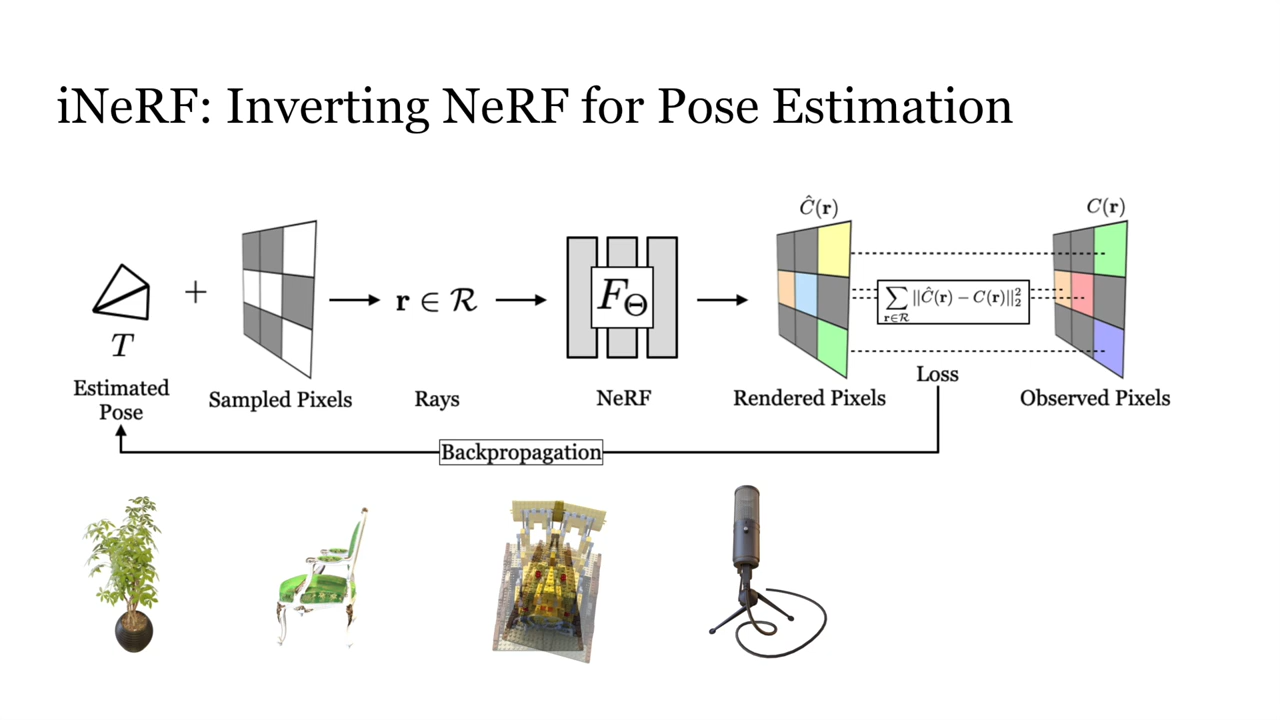 iNeRF: Inverting NeRF for Pose Estimation
Ĉ(r)
C(r)
+
r ∈ ℛ
F_Θ
∑_{r∈ℛ} ||Ĉ(r) − C(r)||₂²
T
Estimated
Pose
Sampled Pixels
Rays
NeRF
Rendered Pixels
Loss
Observed Pixels
Backpropagation